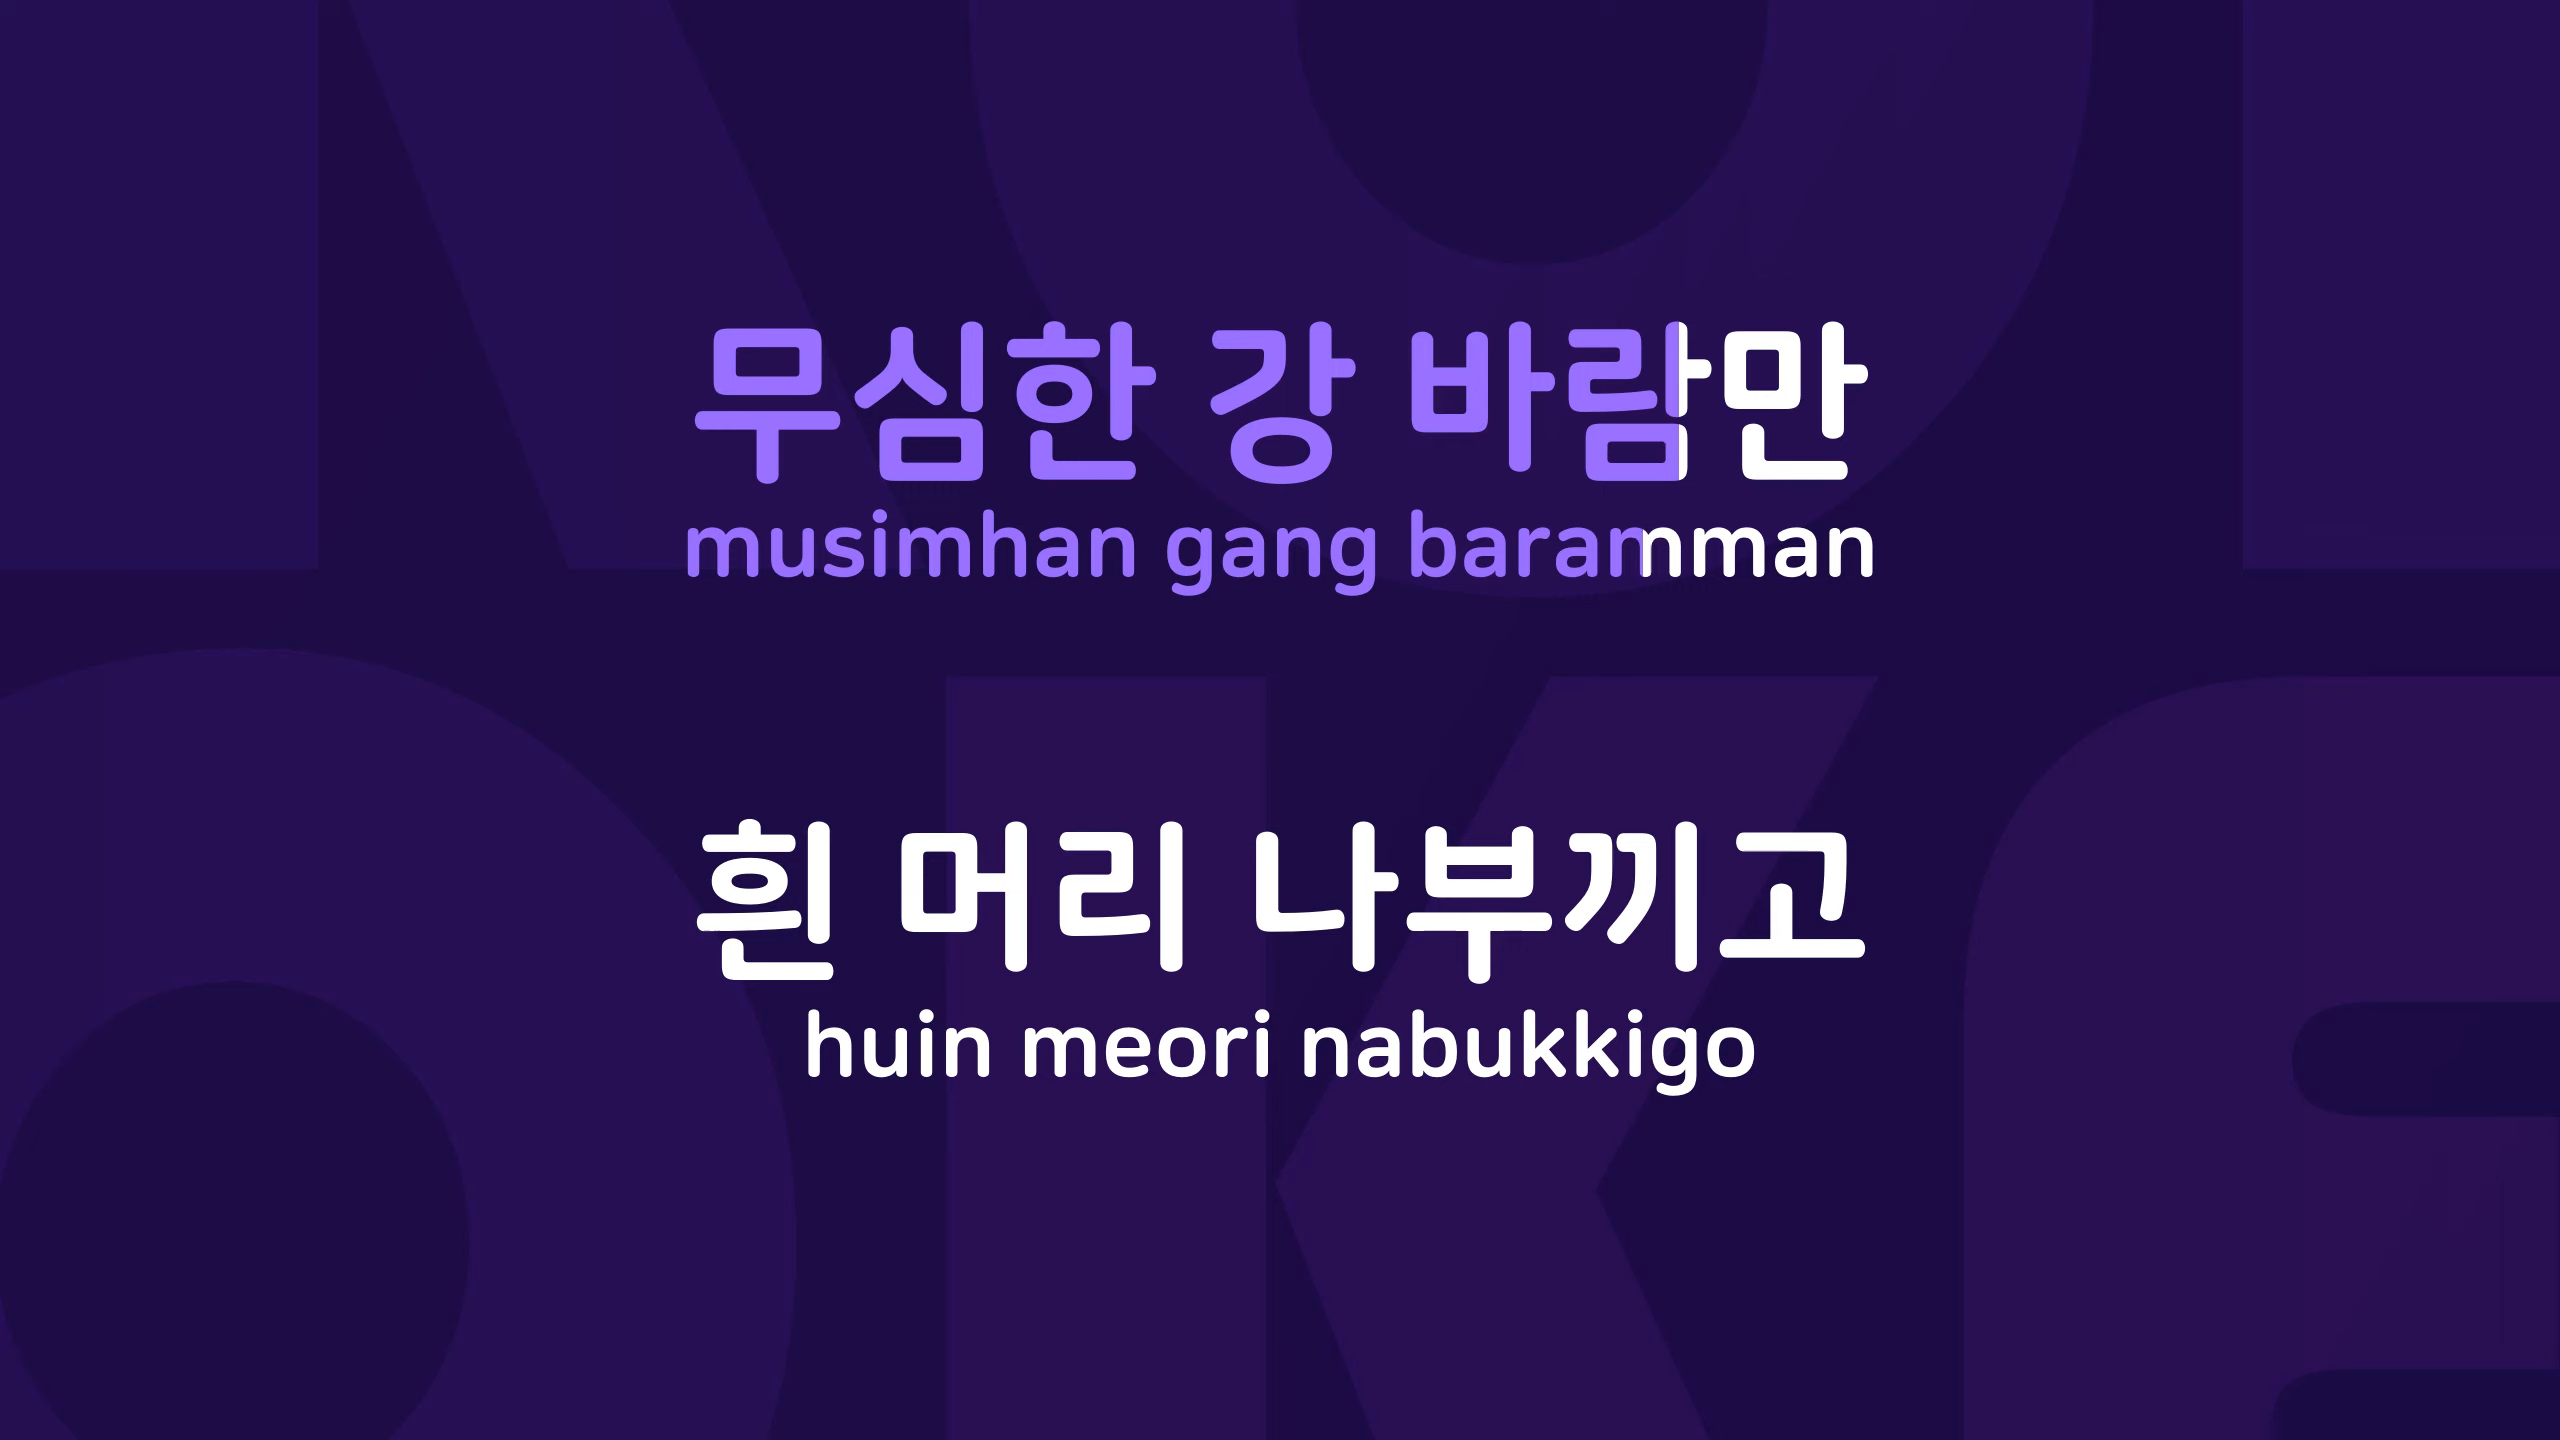 무심한 강 바람만
musimhan gang baramman
흰 머리 나부끼고
huin meori nabukkigo